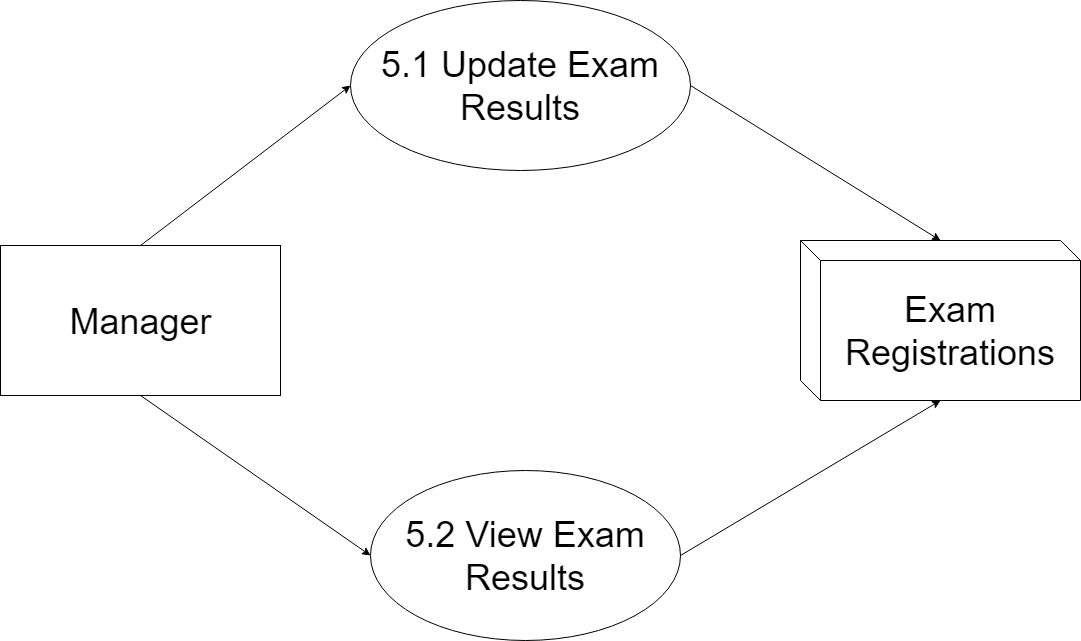 5.1 Update Exam
Results
Manager
Exam
Registrations
5.2 View Exam
Results